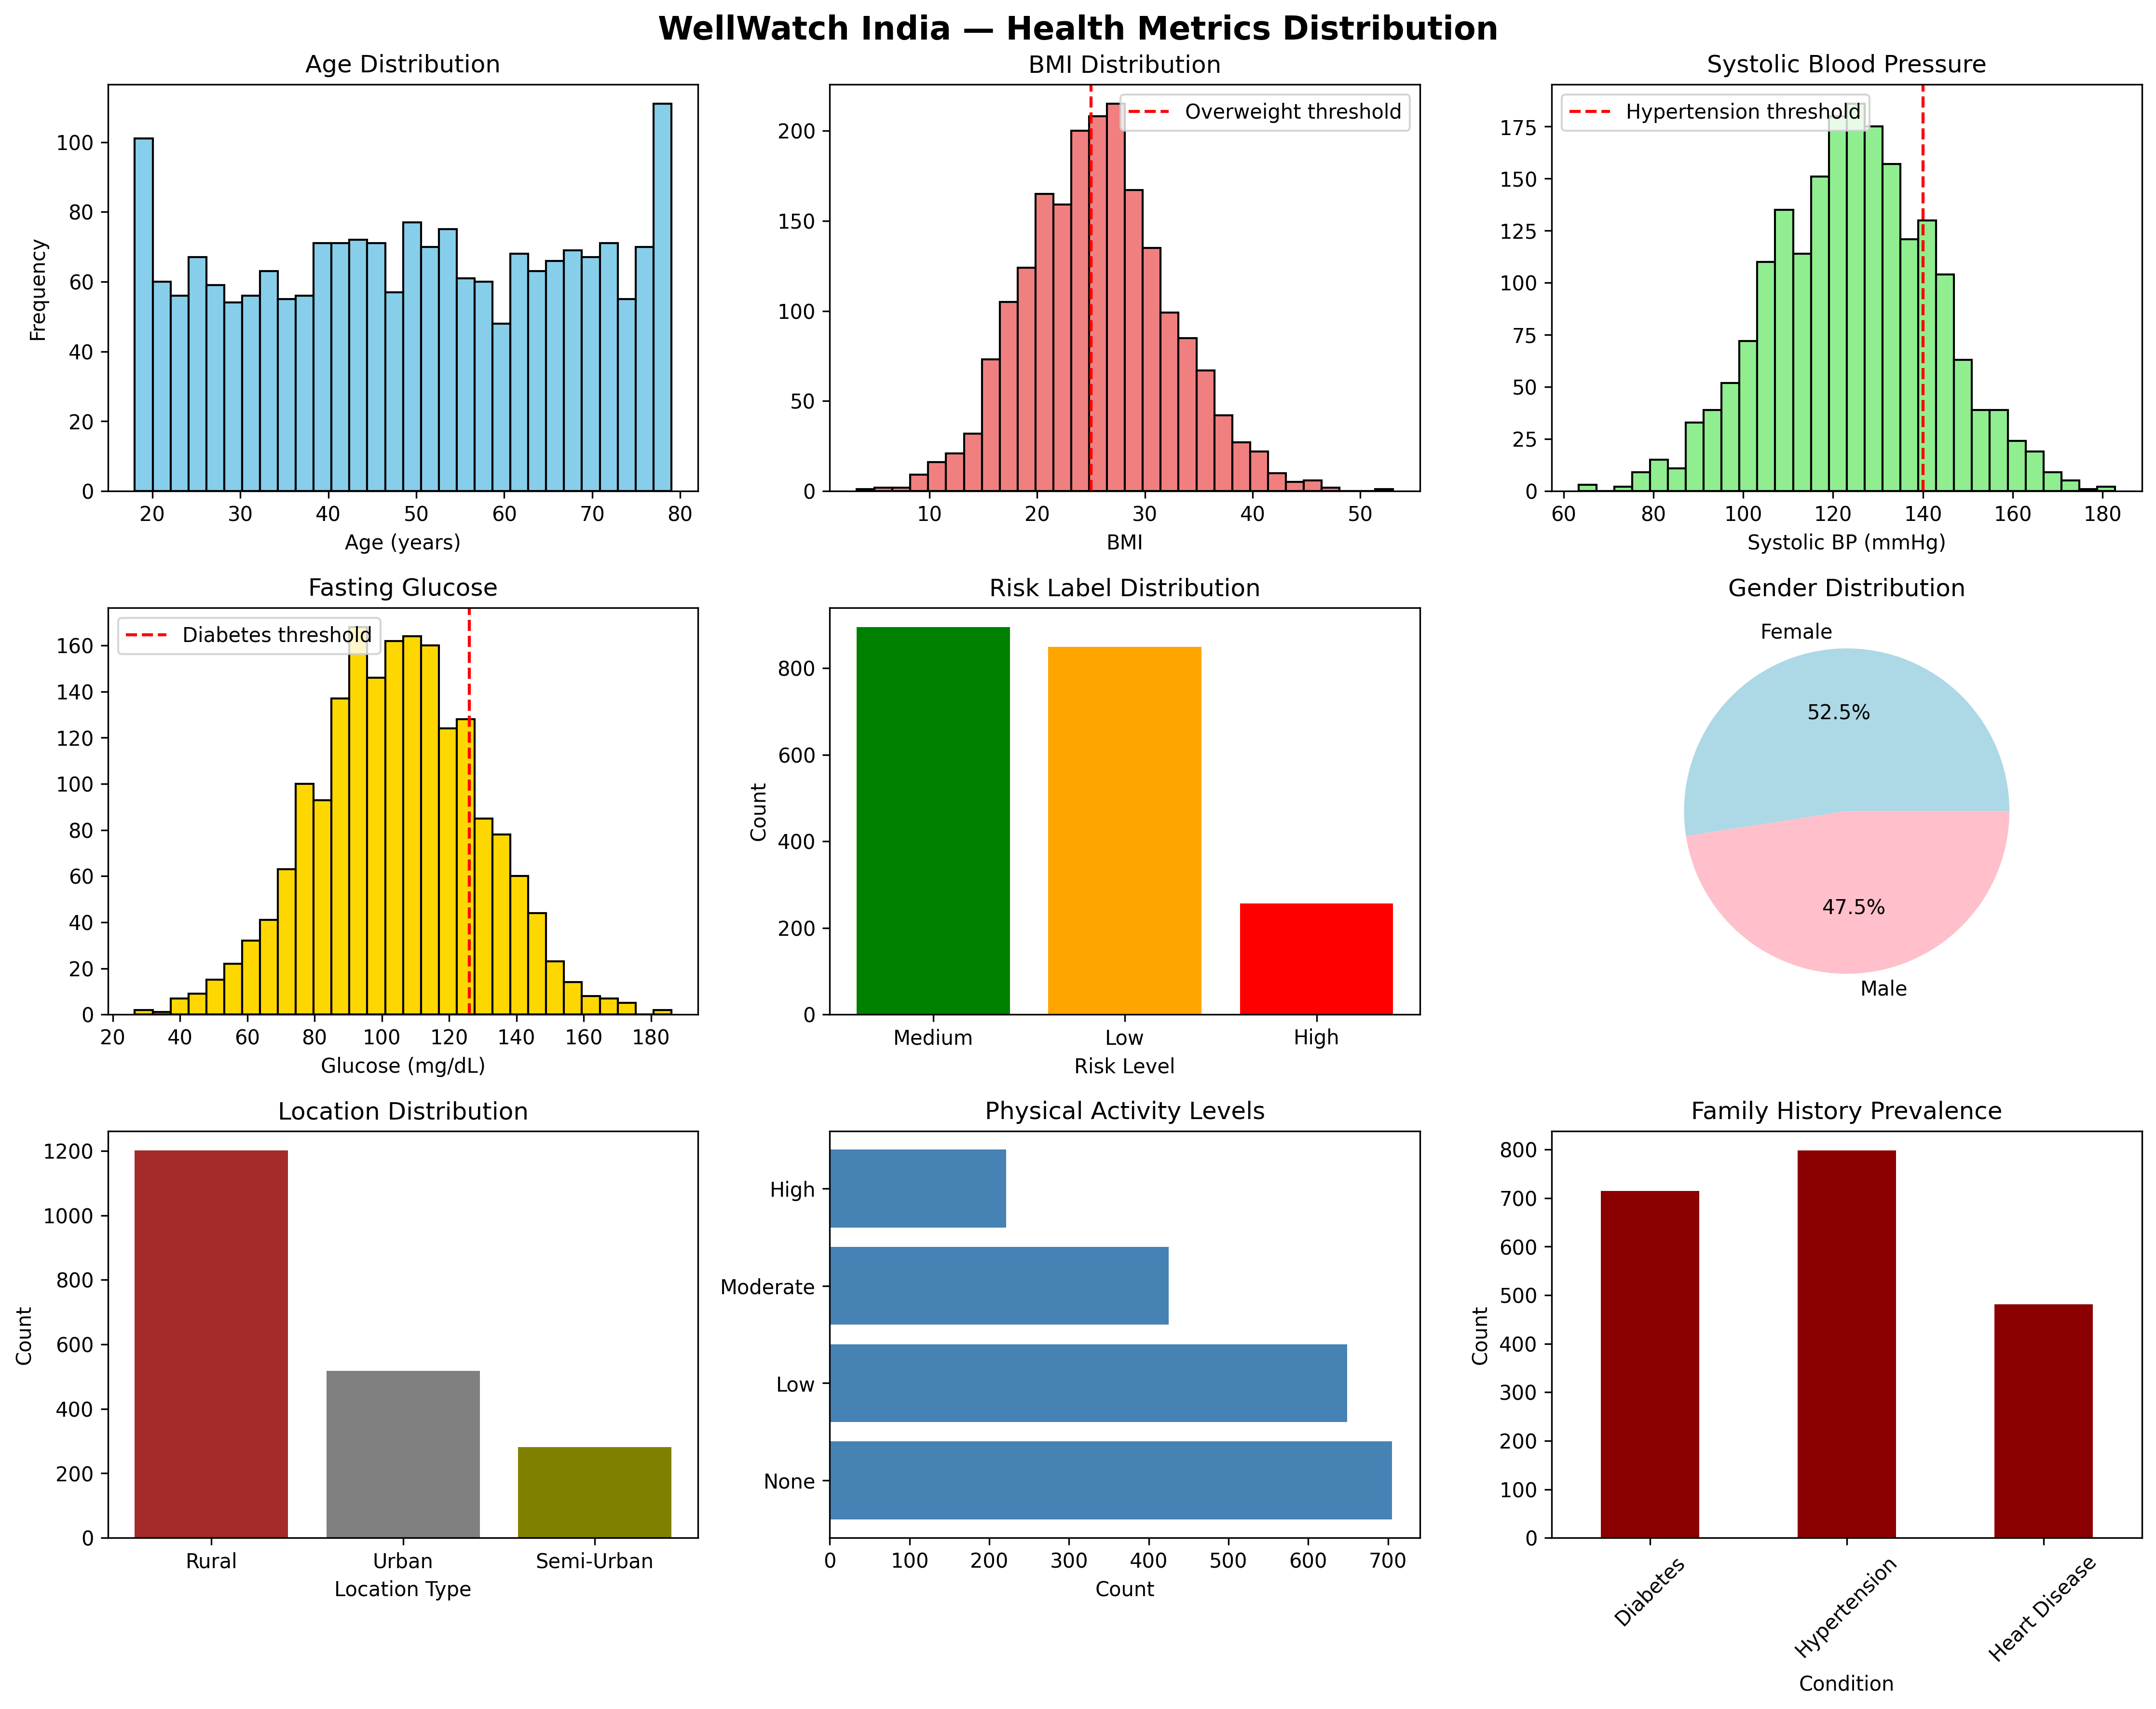 WellWatch India — Health Metrics Distribution
Age Distribution
Frequency
100
80
60
40
20
0
20 30 40 50 60 70 80
Age (years)
BMI Distribution
Overweight threshold
200
150
100
50
0
10 20 30 40 50
BMI
Systolic Blood Pressure
Hypertension threshold
175
150
125
100
75
50
25
0
60 80 100 120 140 160 180
Systolic BP (mmHg)
Fasting Glucose
Diabetes threshold
160
140
120
100
80
60
40
20
0
20 40 60 80 100 120 140 160 180
Glucose (mg/dL)
Risk Label Distribution
Count
800
600
400
200
0
Medium Low High
Risk Level
Gender Distribution
Female
52.5%
47.5%
Male
Location Distribution
Count
1200
1000
800
600
400
200
0
Rural Urban Semi-Urban
Location Type
Physical Activity Levels
High
Moderate
Low
None
0 100 200 300 400 500 600 700
Count
Family History Prevalence
Count
800
700
600
500
400
300
200
100
0
Diabetes Hypertension Heart Disease
Condition